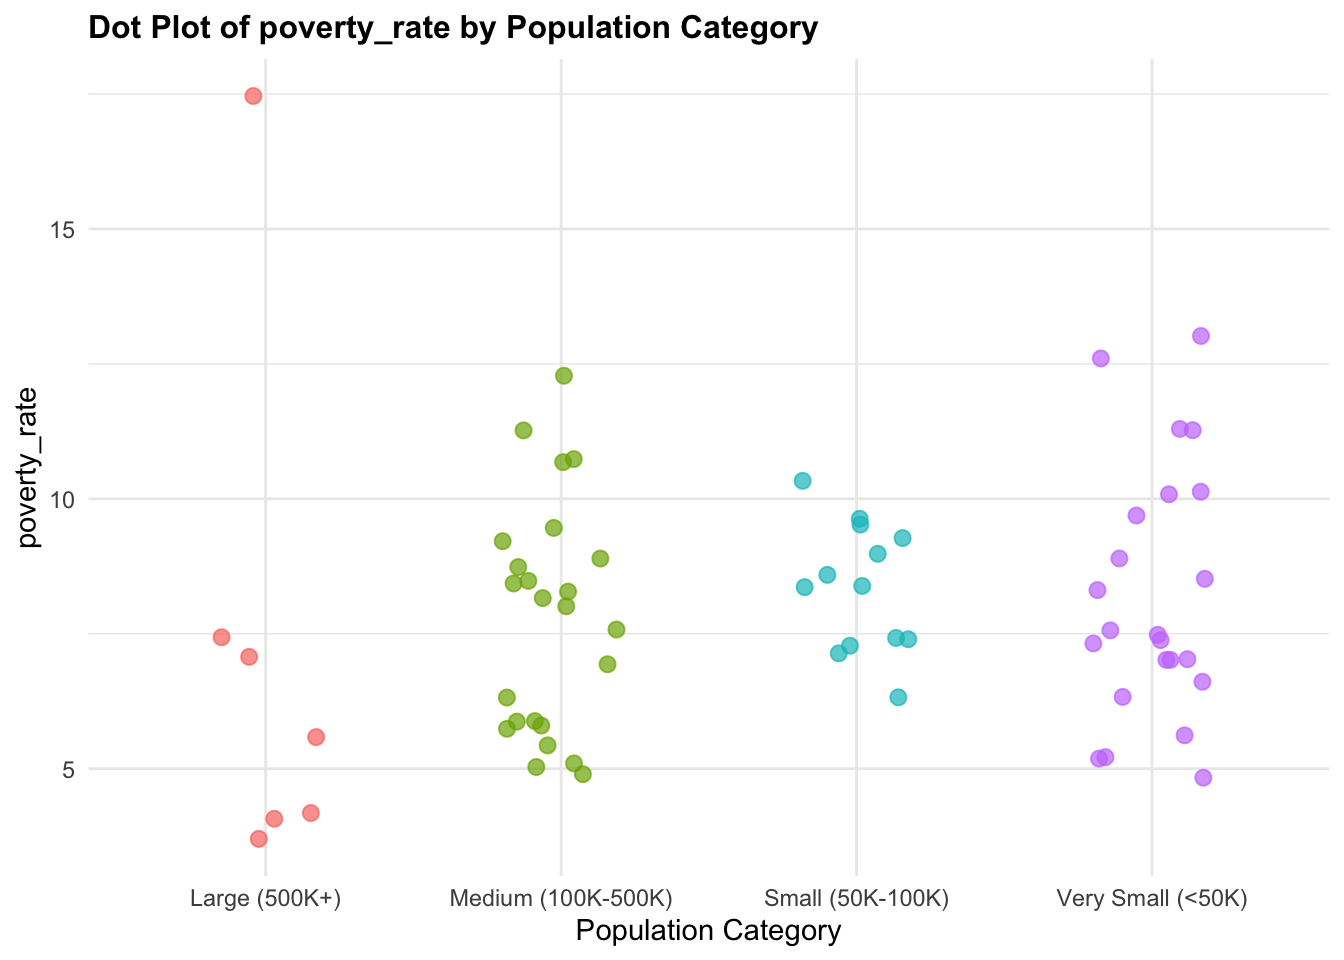 Dot Plot of poverty_rate by Population Category
poverty_rate
15
10
5
Large (500K+)
Medium (100K-500K)
Small (50K-100K)
Very Small (<50K)
Population Category